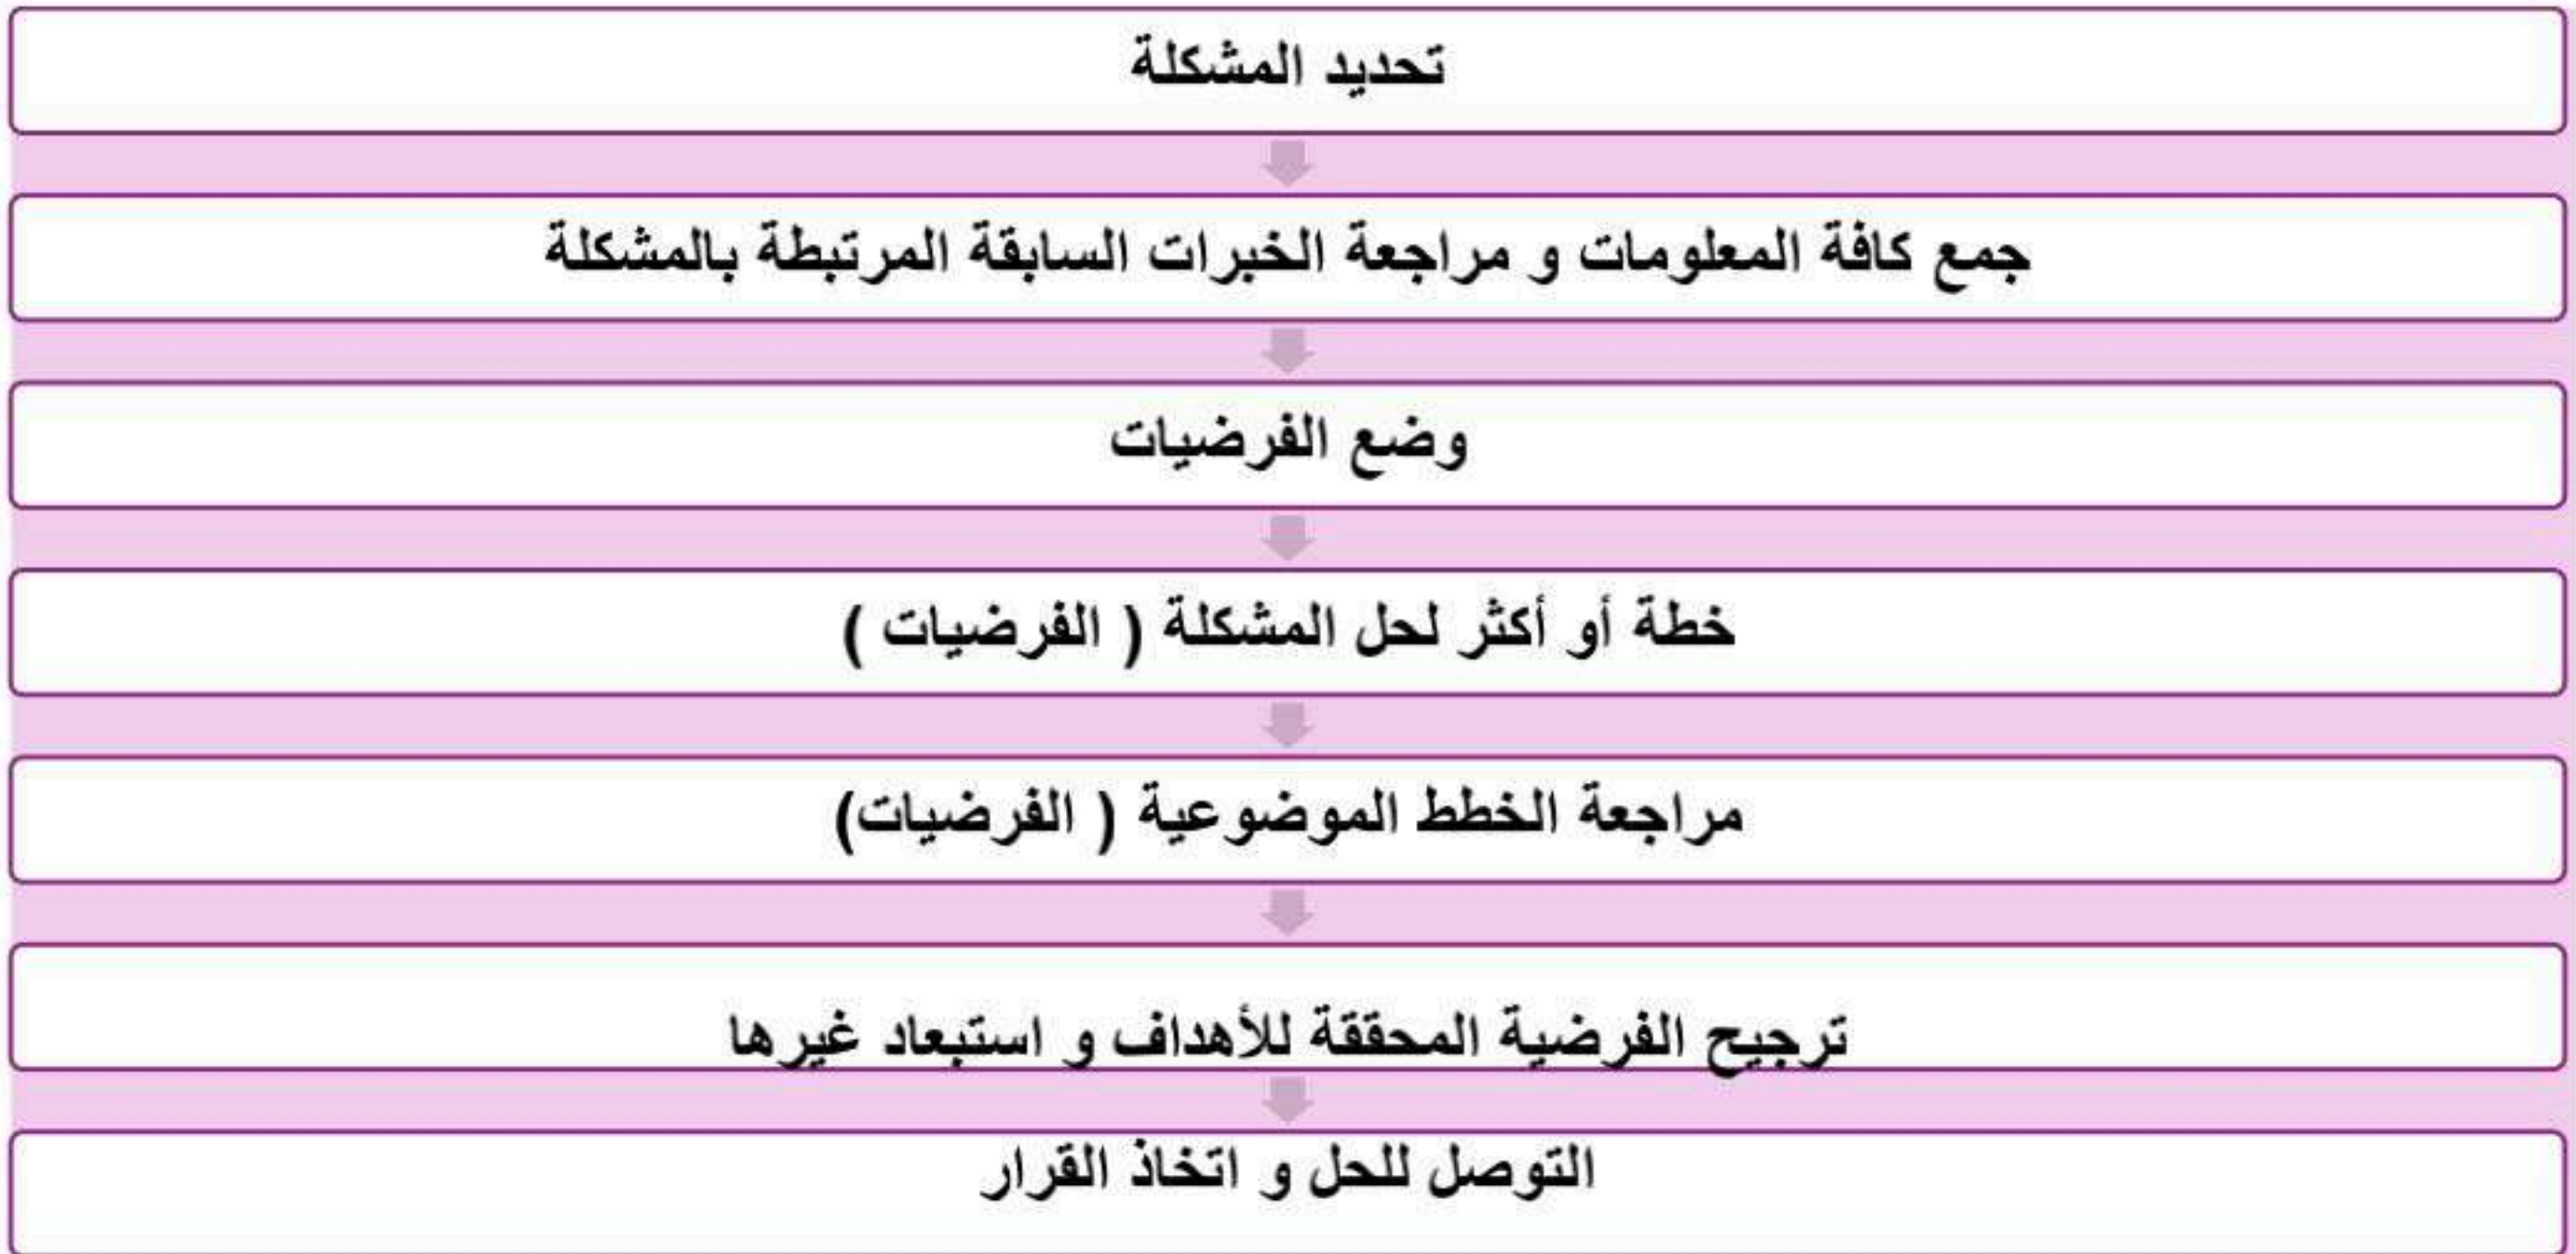 تحديد المشكلة
جمع كافة المعلومات و مراجعة الخبرات السابقة المرتبطة بالمشكلة
وضع الفرضيات
خطة أو أكثر لحل المشكلة ( الفرضيات )
مراجعة الخطط الموضوعية ( الفرضيات)
ترجيح الفرضية المحققة للأهداف و استبعاد غيرها
التوصل للحل و اتخاذ القرار